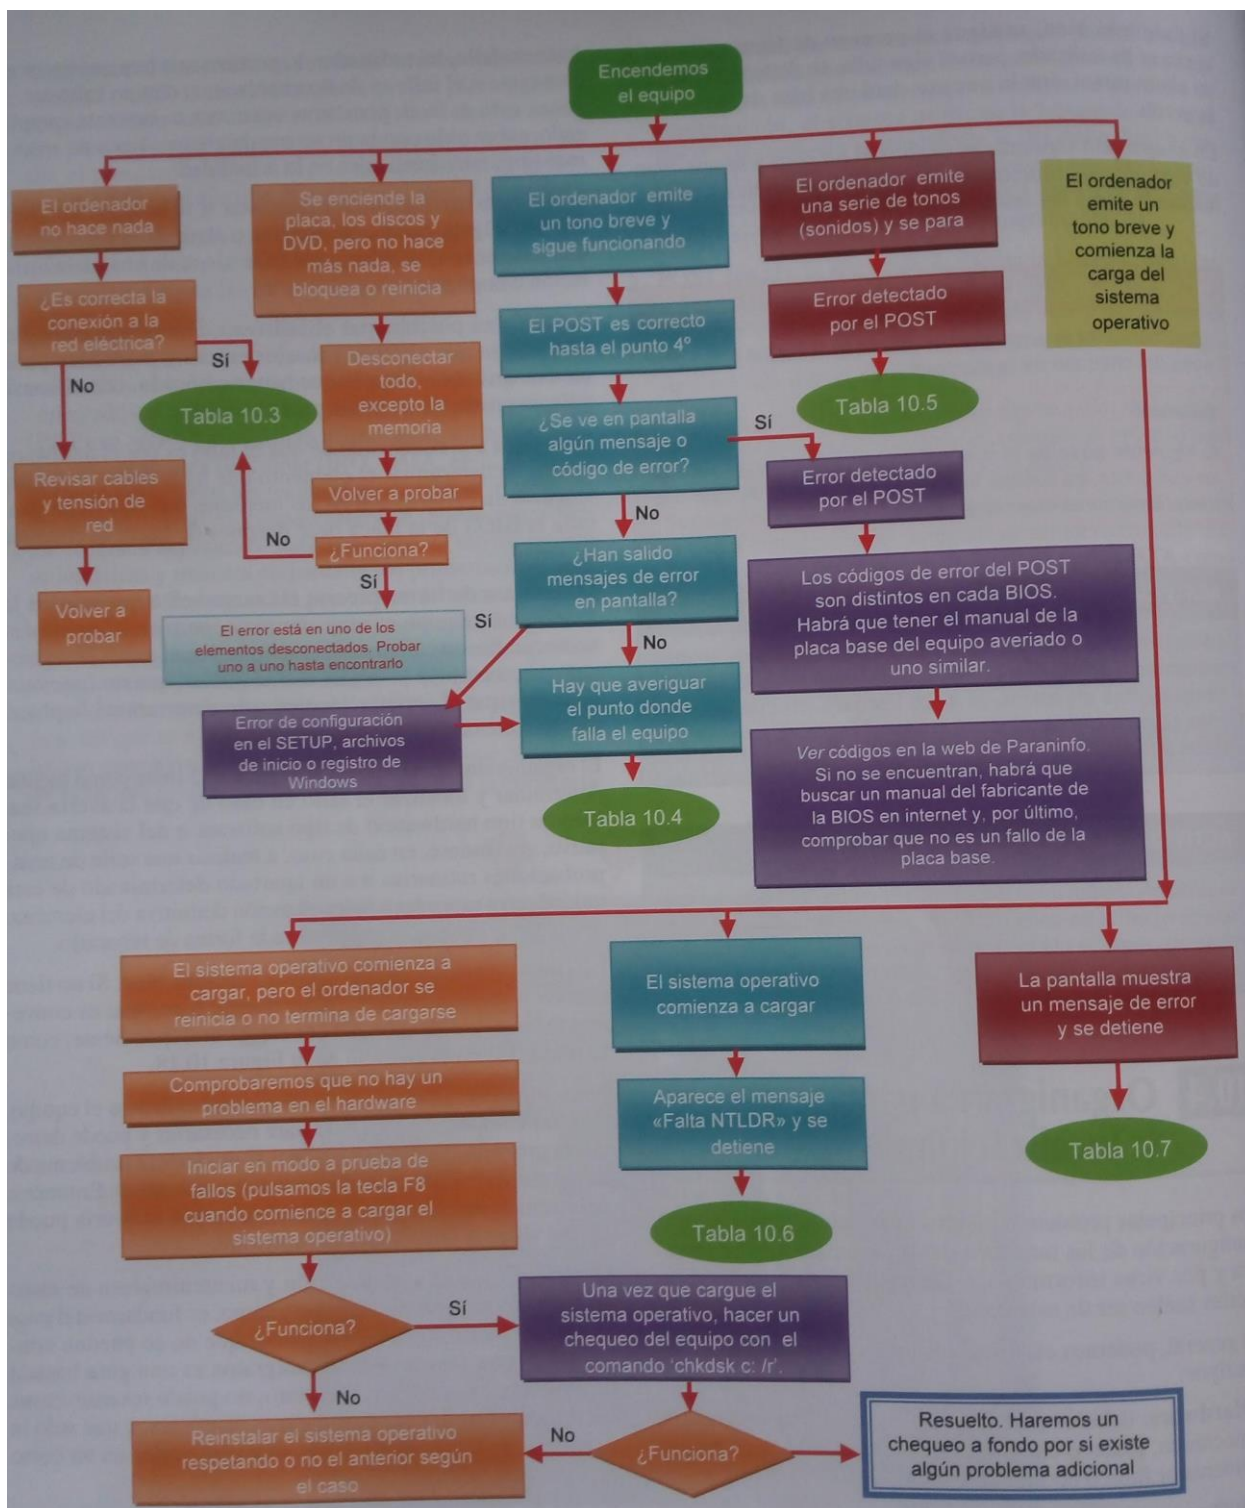 Encendemos
el equipo
El ordenador
no hace nada
¿Es correcta la
conexión a la
red eléctrica?
Sí
No
Tabla 10.3
Revisar cables
y tensión de
red
Volver a
probar
Se enciende la
placa, los discos y
DVD, pero no hace
más nada, se
bloquea o reinicia
Desconectar
todo,
excepto la
memoria
Volver a probar
¿Funciona?
No
Sí
El error está en uno de los
elementos desconectados. Probar
uno a uno hasta encontrarlo
El ordenador emite
un tono breve y
sigue funcionando
El POST es correcto
hasta el punto 4º
¿Se ve en pantalla
algún mensaje o
código de error?
Sí
No
¿Han salido
mensajes de error
en pantalla?
Sí
No
Error de configuración
en el SETUP, archivos
de inicio o registro de
Windows
Hay que averiguar
el punto donde
falla el equipo
Tabla 10.4
El ordenador emite
una serie de tonos
(sonidos) y se para
Error detectado
por el POST
Tabla 10.5
Error detectado
por el POST
Los códigos de error del POST
son distintos en cada BIOS.
Habrá que tener el manual de la
placa base del equipo averiado o
uno similar.
Ver códigos en la web de Paraninfo.
Si no se encuentran, habrá que
buscar un manual del fabricante de
la BIOS en internet y, por último,
comprobar que no es un fallo de la
placa base.
El ordenador
emite un
tono breve y
comienza la
carga del
sistema
operativo
El sistema operativo comienza a
cargar, pero el ordenador se
reinicia o no termina de cargarse
Comprobaremos que no hay un
problema en el hardware
Iniciar en modo a prueba de
fallos (pulsamos la tecla F8
cuando comience a cargar el
sistema operativo)
¿Funciona?
Sí
No
Una vez que cargue el
sistema operativo, hacer un
chequeo del equipo con el
comando 'chkdsk c: /r'.
¿Funciona?
No
Reinstalar el sistema operativo
respetando o no el anterior según
el caso
Resuelto. Haremos un
chequeo a fondo por si existe
algún problema adicional
El sistema operativo
comienza a cargar
Aparece el mensaje
«Falta NTLDR» y se
detiene
Tabla 10.6
La pantalla muestra
un mensaje de error
y se detiene
Tabla 10.7